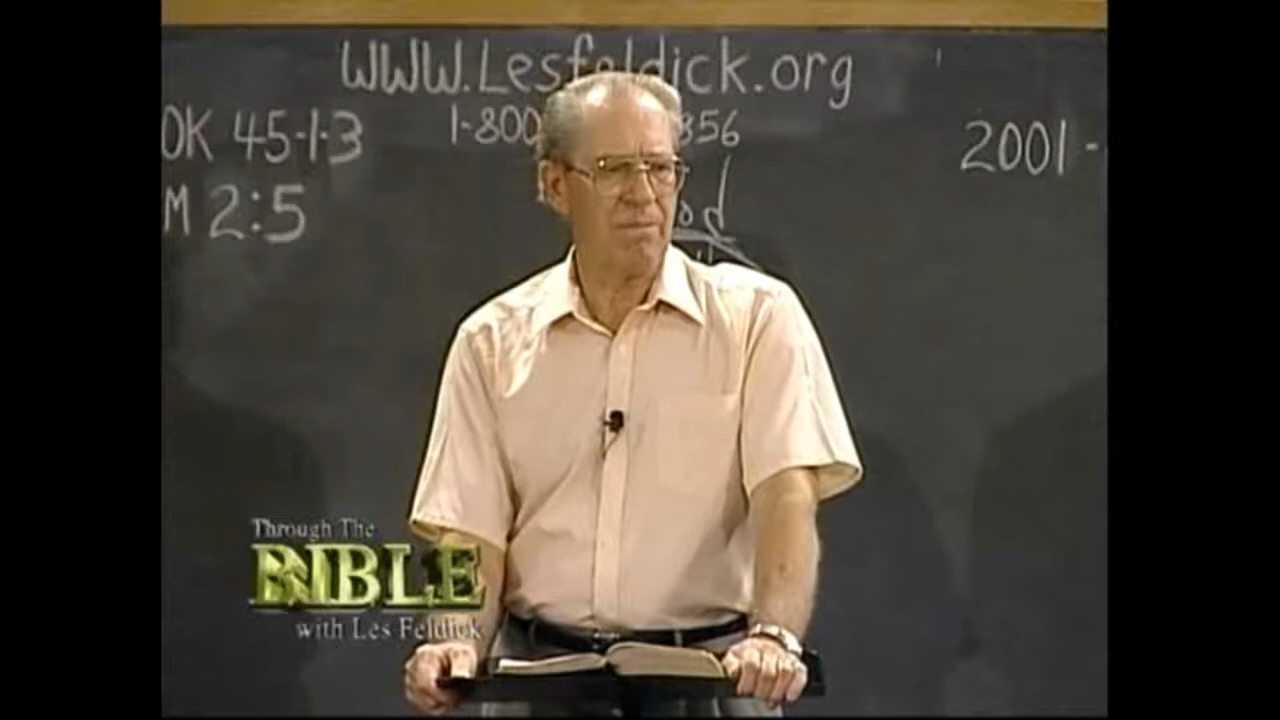 WWW.Lesfeldick.org
OK 45-1-3
1-800
856
2001 -
M 2:5
od
Through The
BIBLE
with Les Feldick